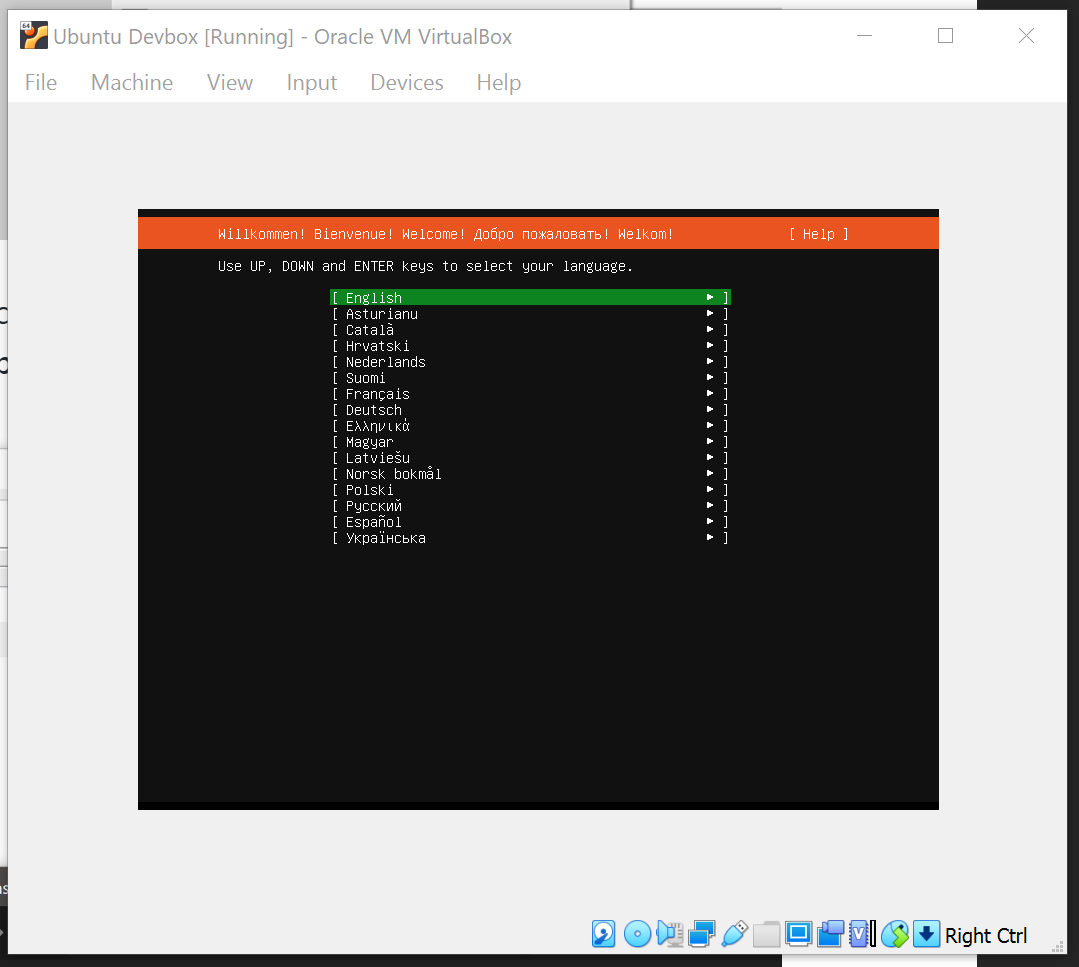 Ubuntu Devbox [Running] - Oracle VM VirtualBox
File Machine View Input Devices Help
Willkommen! Bienvenue! Welcome! Добро пожаловать! Welkom! [ Help ]
Use UP, DOWN and ENTER keys to select your language.
[ English ► ]
[ Asturianu ► ]
[ Català ► ]
[ Hrvatski ► ]
[ Nederlands ► ]
[ Suomi ► ]
[ Français ► ]
[ Deutsch ► ]
[ Ελληνικά ► ]
[ Magyar ► ]
[ Latviešu ► ]
[ Norsk bokmål ► ]
[ Polski ► ]
[ Русский ► ]
[ Español ► ]
[ Українська ► ]
Right Ctrl